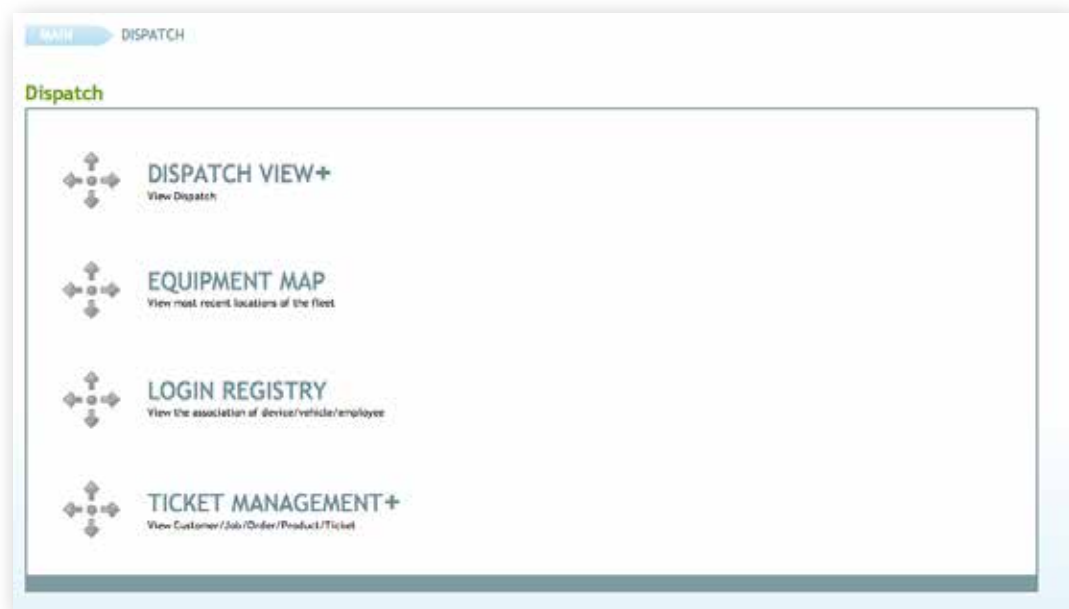 MAIN DISPATCH
Dispatch
DISPATCH VIEW+
View Dispatch
EQUIPMENT MAP
View most recent locations of the fleet
LOGIN REGISTRY
View the association of device/vehicle/employee
TICKET MANAGEMENT+
View Customer/Job/Order/Product/Ticket